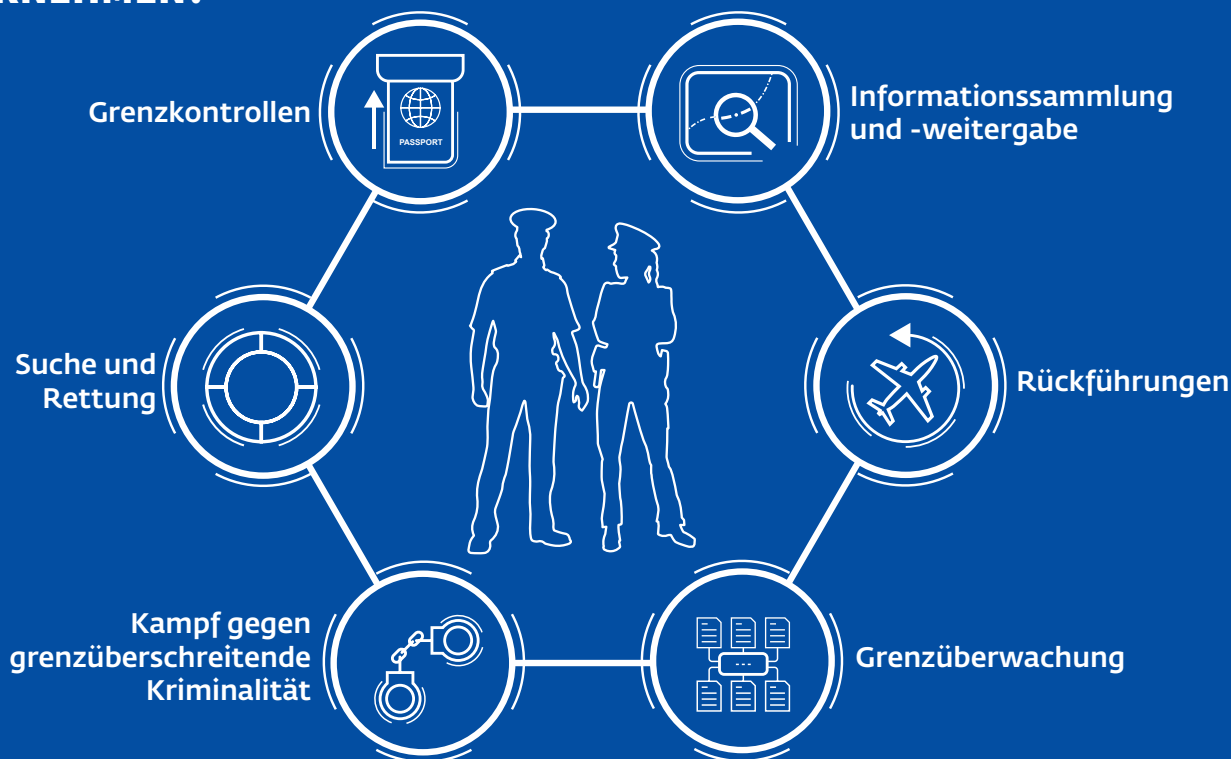 Grenzkontrollen
PASSPORT
Informationssammlung
und -weitergabe
Suche und
Rettung
Rückführungen
Kampf gegen
grenzüberschreitende
Kriminalität
Grenzüberwachung